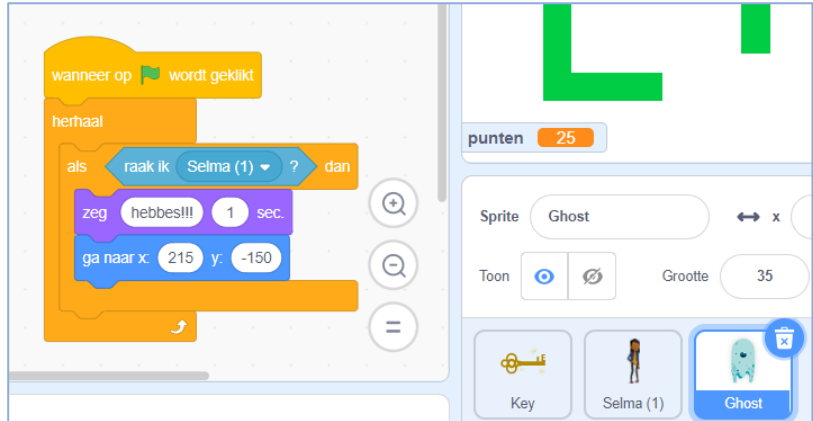 wanneer op wordt geklikt
herhaal
als raak ik Selma (1) ? dan
zeg hebbes!!! 1 sec.
ga naar x: 215 y: -150
punten 25
Sprite Ghost x
Toon Grootte 35
Key Selma (1) Ghost